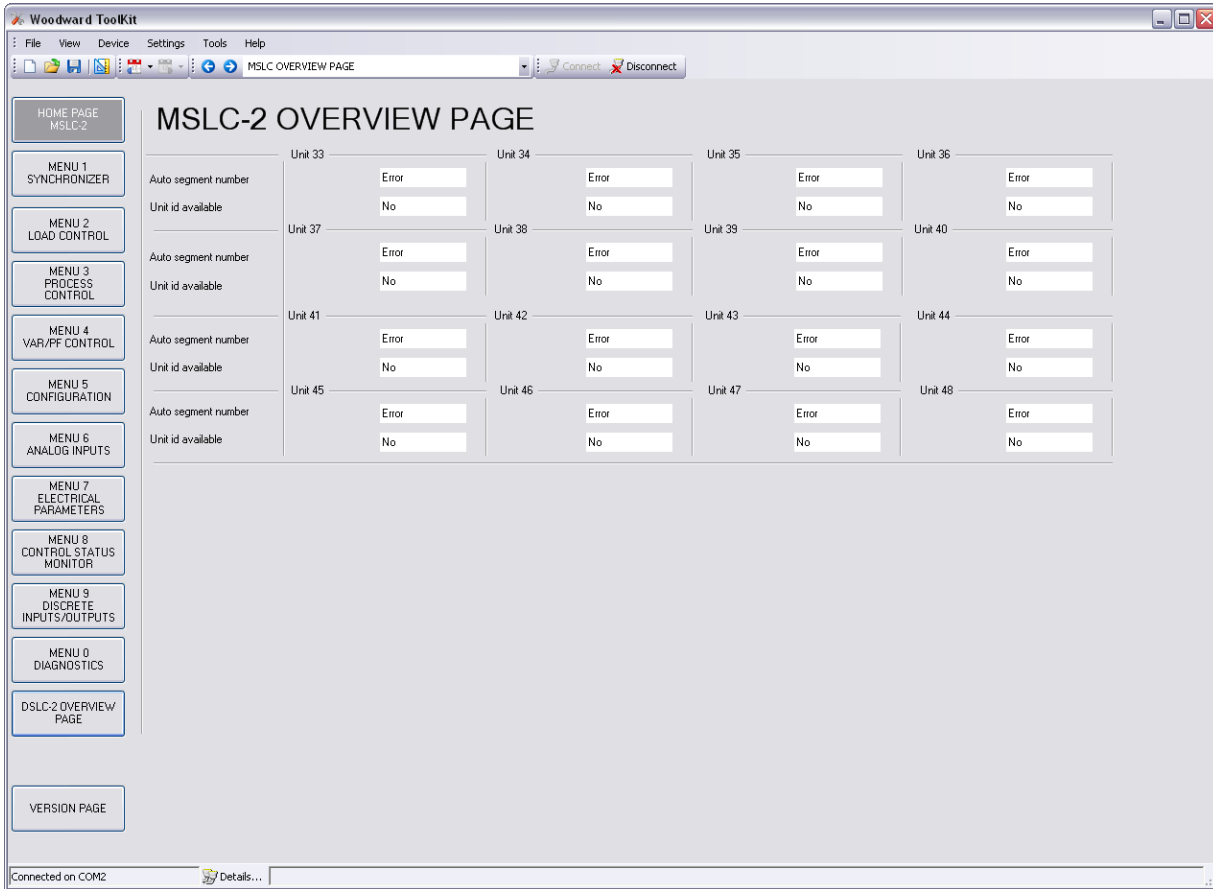 Woodward ToolKit
File View Device Settings Tools Help
MSLC OVERVIEW PAGE Connect Disconnect
HOME PAGE
MSLC-2
MENU 1
SYNCHRONIZER
MENU 2
LOAD CONTROL
MENU 3
PROCESS
CONTROL
MENU 4
VAR/PF CONTROL
MENU 5
CONFIGURATION
MENU 6
ANALOG INPUTS
MENU 7
ELECTRICAL
PARAMETERS
MENU 8
CONTROL STATUS
MONITOR
MENU 9
DISCRETE
INPUTS/OUTPUTS
MENU 0
DIAGNOSTICS
DSLC-2 OVERVIEW
PAGE
VERSION PAGE
MSLC-2 OVERVIEW PAGE
Unit 33 Unit 34 Unit 35 Unit 36
Auto segment number Error Error Error Error
Unit id available No No No No
Unit 37 Unit 38 Unit 39 Unit 40
Auto segment number Error Error Error Error
Unit id available No No No No
Unit 41 Unit 42 Unit 43 Unit 44
Auto segment number Error Error Error Error
Unit id available No No No No
Unit 45 Unit 46 Unit 47 Unit 48
Auto segment number Error Error Error Error
Unit id available No No No No
Connected on COM2 Details...